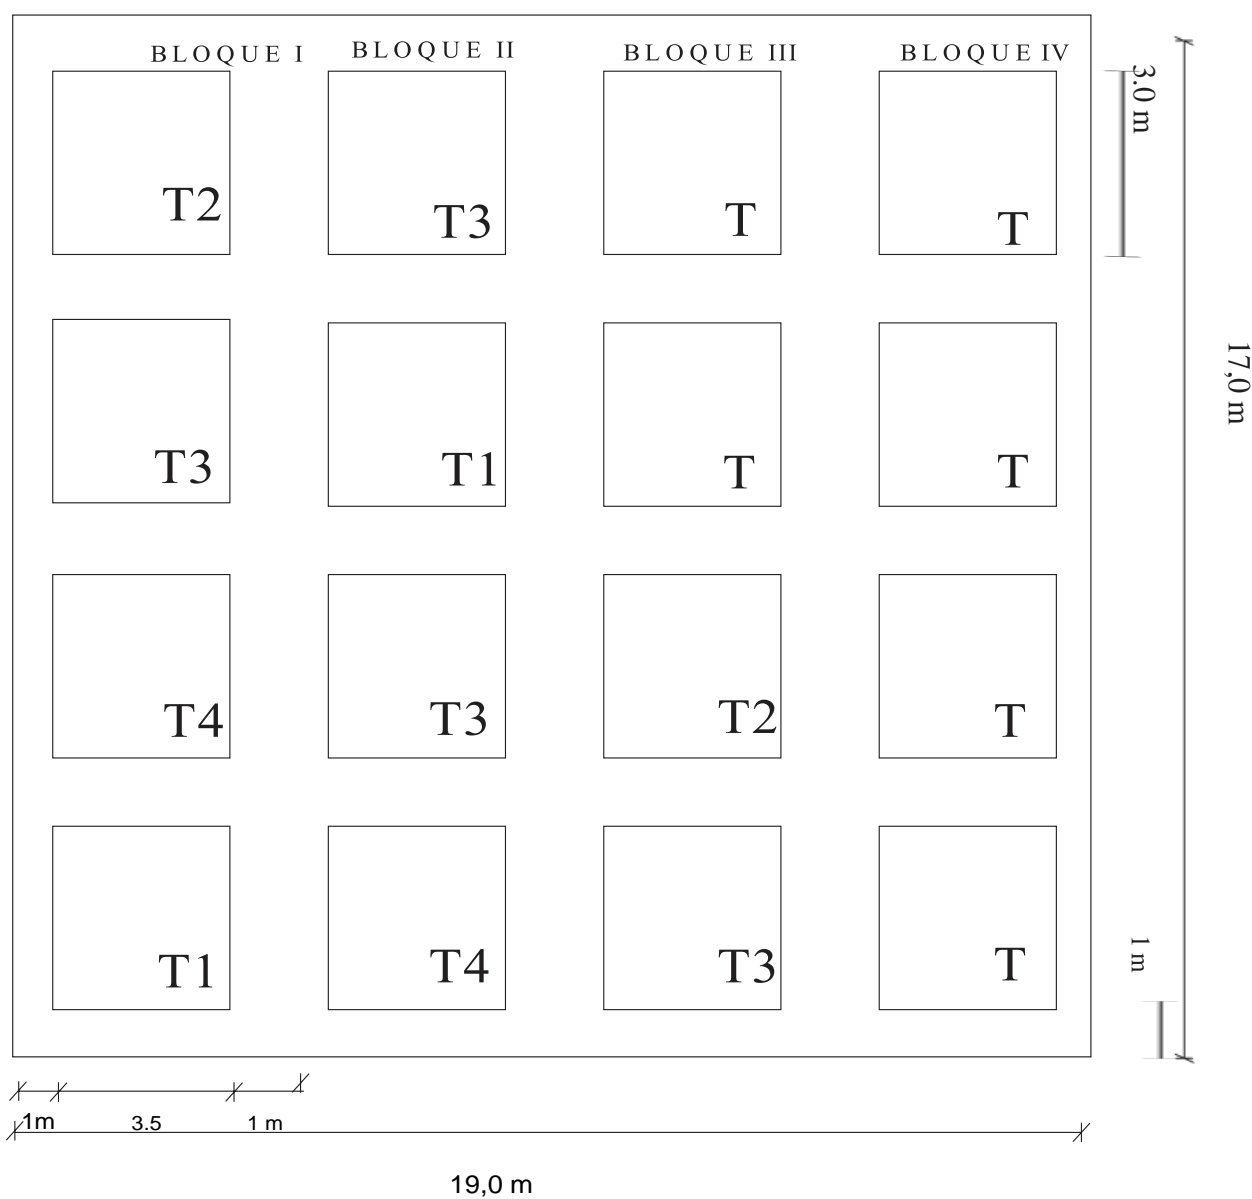 BLOQUE I
BLOQUE II
BLOQUE III
BLOQUE IV
3.0 m
T2
T3
T
T
17,0 m
T3
T1
T
T
T4
T3
T2
T
T1
T4
T3
T
1 m
1m
3.5
1 m
19,0 m